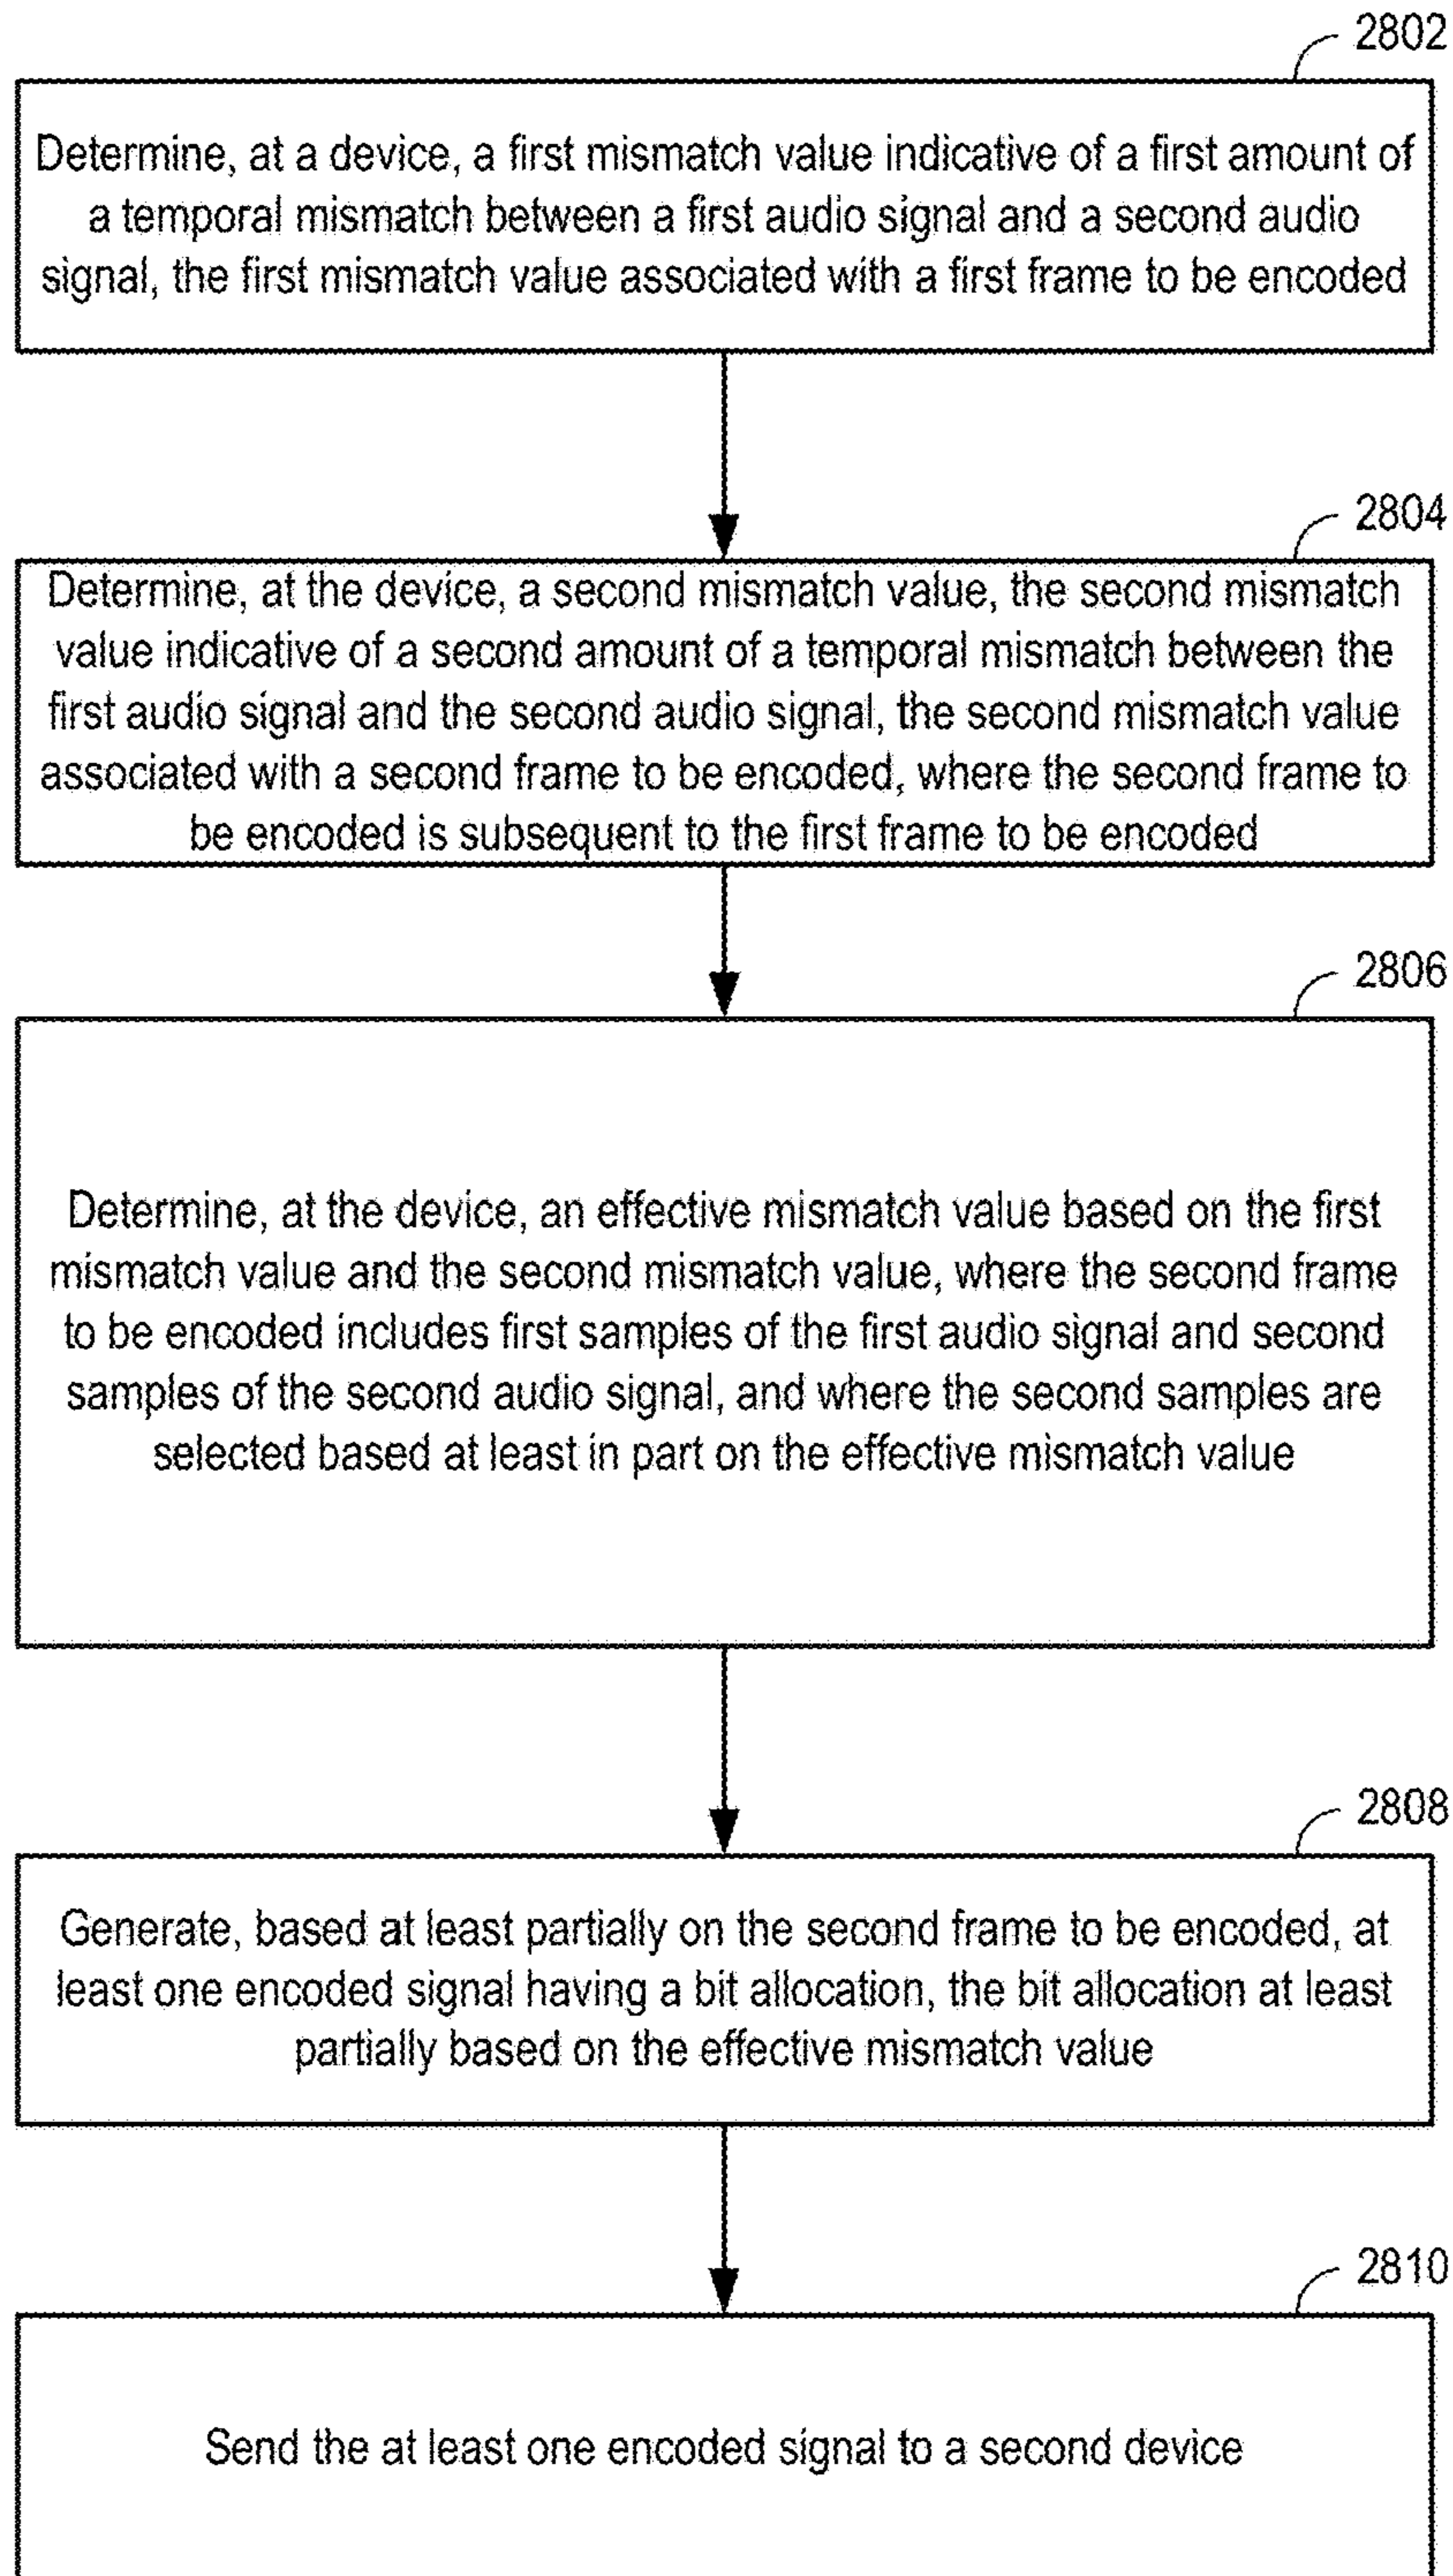 2802
Determine, at a device, a first mismatch value indicative of a first amount of
a temporal mismatch between a first audio signal and a second audio
signal, the first mismatch value associated with a first frame to be encoded
2804
Determine, at the device, a second mismatch value, the second mismatch
value indicative of a second amount of a temporal mismatch between the
first audio signal and the second audio signal, the second mismatch value
associated with a second frame to be encoded, where the second frame to
be encoded is subsequent to the first frame to be encoded
2806
Determine, at the device, an effective mismatch value based on the first
mismatch value and the second mismatch value, where the second frame
to be encoded includes first samples of the first audio signal and second
samples of the second audio signal, and where the second samples are
selected based at least in part on the effective mismatch value
2808
Generate, based at least partially on the second frame to be encoded, at
least one encoded signal having a bit allocation, the bit allocation at least
partially based on the effective mismatch value
2810
Send the at least one encoded signal to a second device